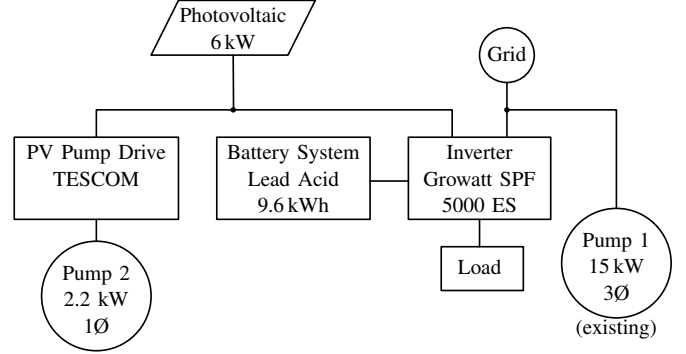 Photovoltaic
6 kW
Grid
PV Pump Drive
TESCOM
Battery System
Lead Acid
9.6 kWh
Inverter
Growatt SPF
5000 ES
Pump 1
15 kW
3Ø
(existing)
Load
Pump 2
2.2 kW
1Ø